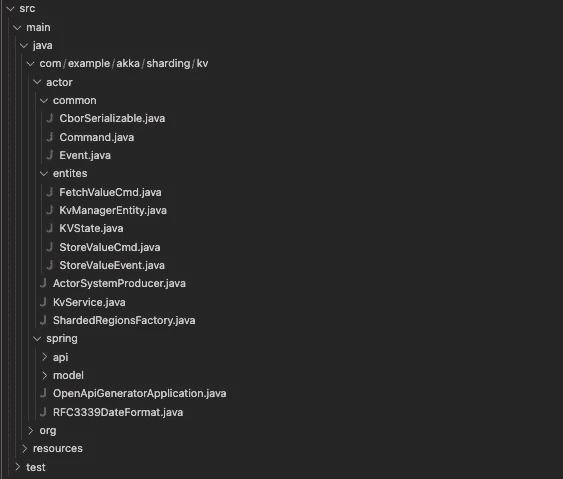 src
main
java
com/example/akka/sharding/kv
actor
common
J CborSerializable.java
J Command.java
J Event.java
entites
J FetchValueCmd.java
J KvManagerEntity.java
J KVState.java
J StoreValueCmd.java
J StoreValueEvent.java
J ActorSystemProducer.java
J KvService.java
J ShardedRegionsFactory.java
spring
api
model
J OpenApiGeneratorApplication.java
J RFC3339DateFormat.java
org
resources
test